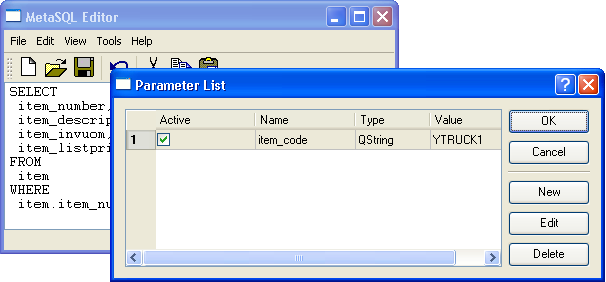 MetaSQL Editor
File Edit View Tools Help
SELECT
item_number,
item_descrip
item_invuom,
item_listpri
FROM
item
WHERE
item.item_nu
Parameter List
Active Name Type Value
1 item_code QString YTRUCK1
OK
Cancel
New
Edit
Delete